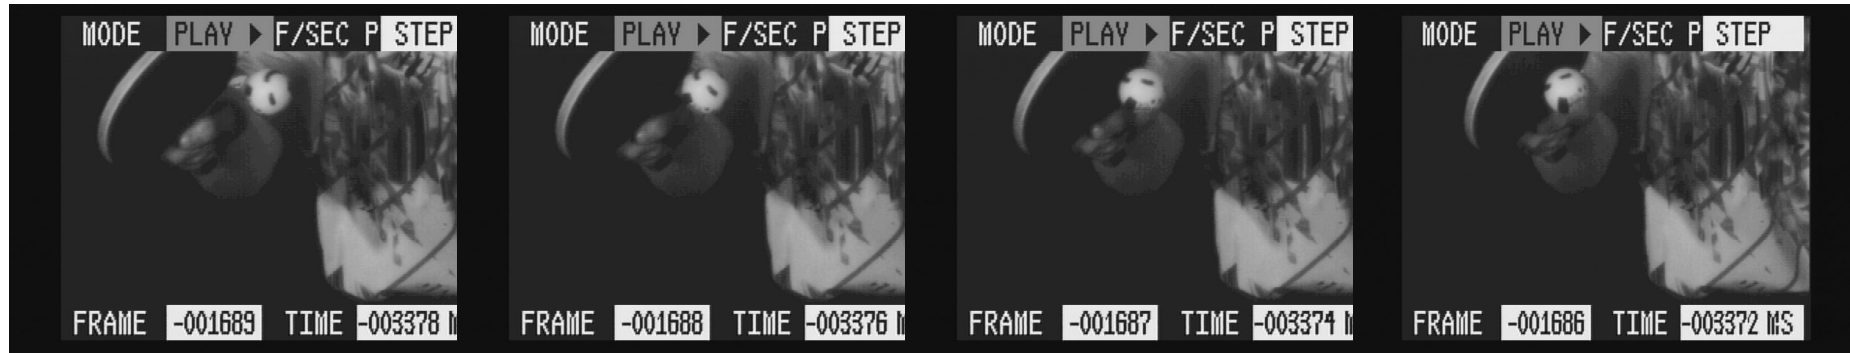 MODE PLAY ▶ F/SEC P STEP
FRAME -001689 TIME -003378 M
MODE PLAY ▶ F/SEC P STEP
FRAME -001688 TIME -003376 M
MODE PLAY ▶ F/SEC P STEP
FRAME -001687 TIME -003374 M
MODE PLAY ▶ F/SEC P STEP
FRAME -001686 TIME -003372 MS